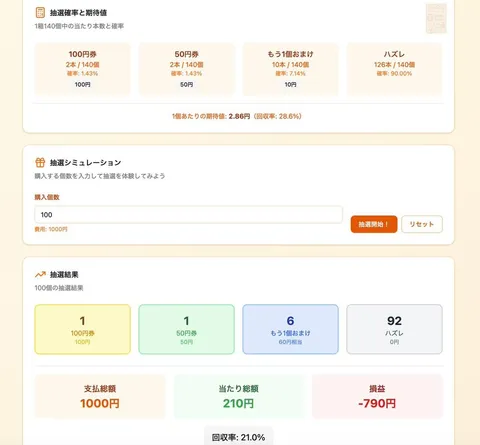 抽選確率と期待値
1箱140個中の当たり本数と確率
100円券
2本 / 140個
確率: 1.43%
100円
50円券
2本 / 140個
確率: 1.43%
50円
もう1個おまけ
10本 / 140個
確率: 7.14%
10円
ハズレ
126本 / 140個
確率: 90.00%
1個あたりの期待値: 2.86円（回収率: 28.6%）
抽選シミュレーション
購入する個数を入力して抽選を体験してみよう
購入個数
100
抽選開始！
リセット
費用: 1000円
抽選結果
100個の抽選結果
1
100円券
100円
1
50円券
50円
6
もう1個おまけ
60円相当
92
ハズレ
0円
支払総額
1000円
当たり総額
210円
損益
-790円
回収率: 21.0%